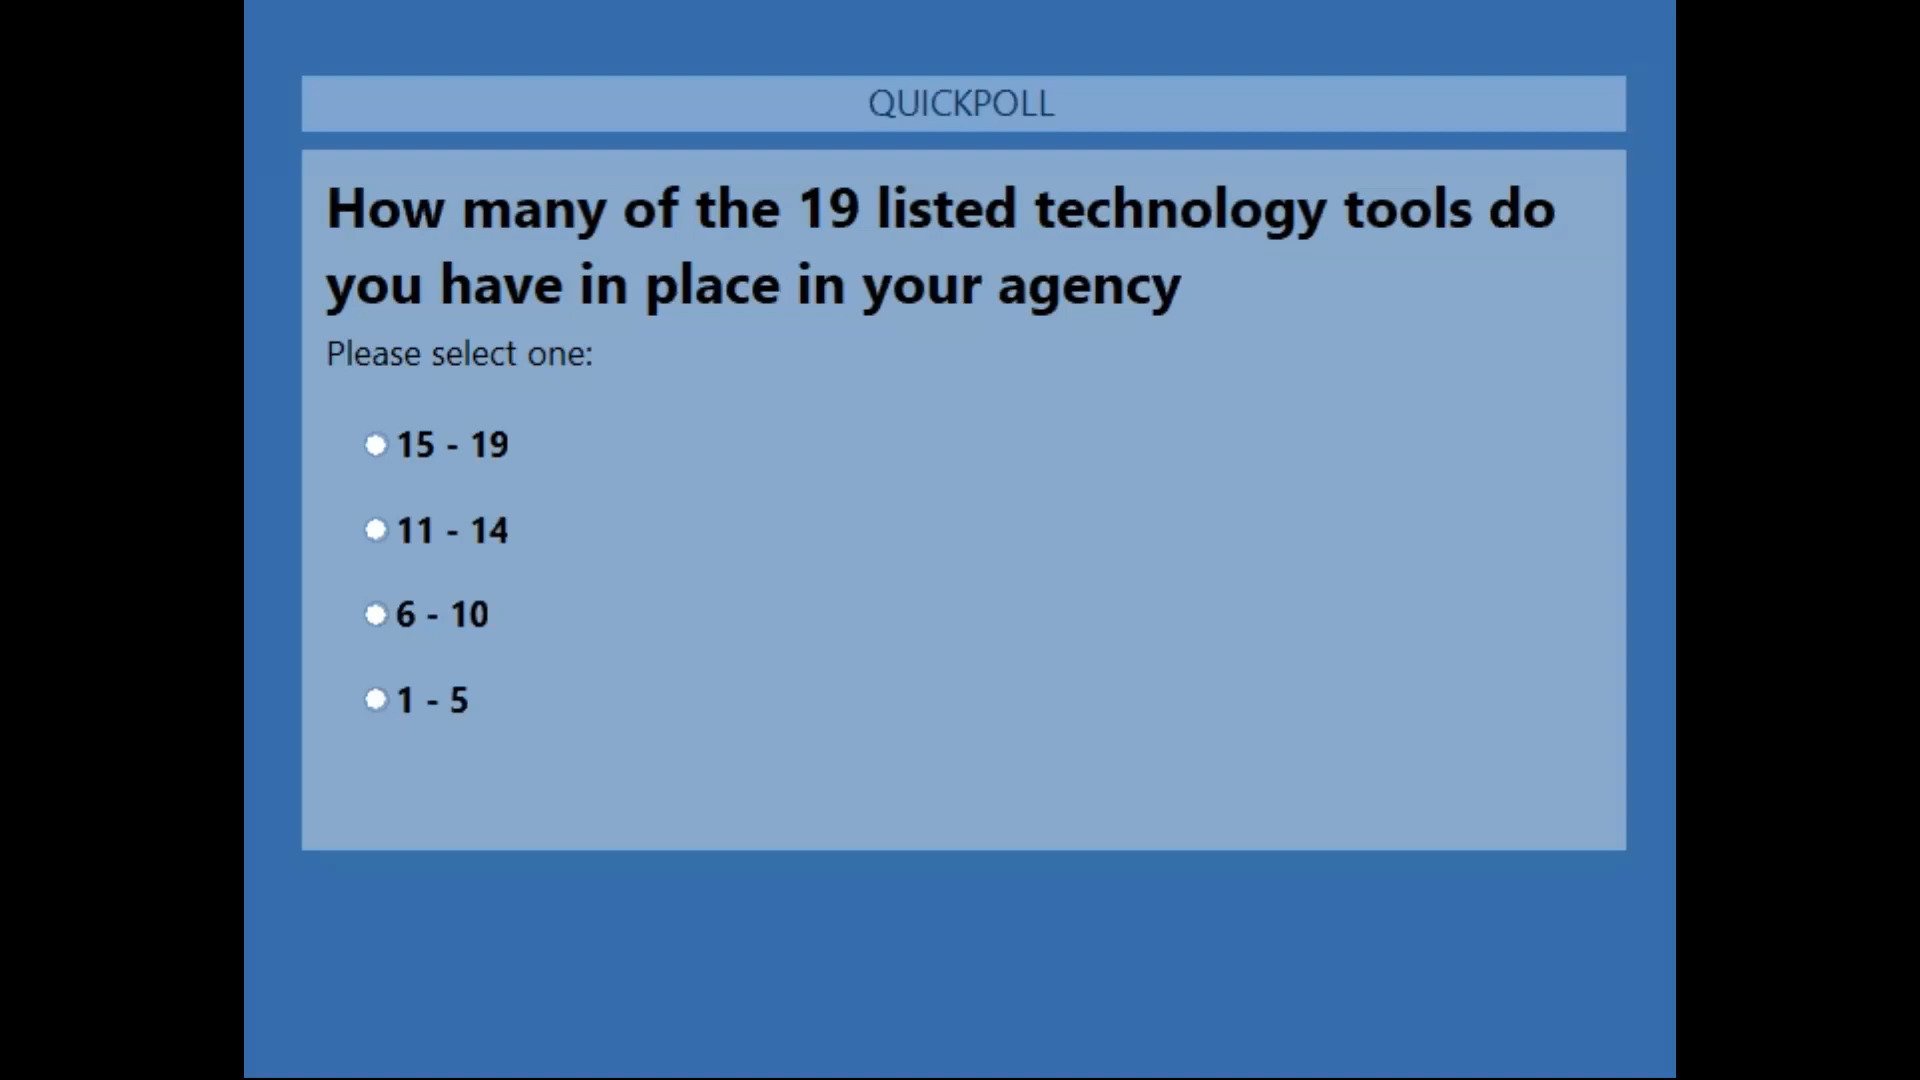 QUICKPOLL
How many of the 19 listed technology tools do
you have in place in your agency
Please select one:
15 - 19
11 - 14
6 - 10
1 - 5